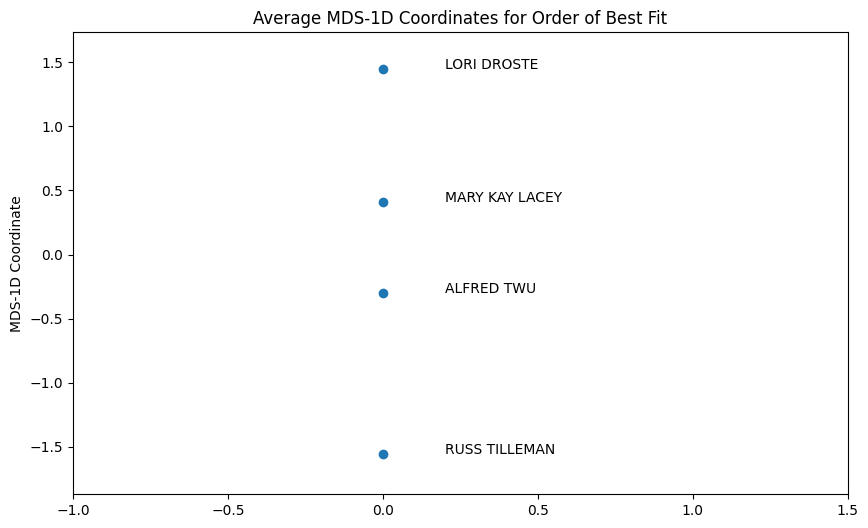 Average MDS-1D Coordinates for Order of Best Fit
1.5
LORI DROSTE
1.0
0.5
MARY KAY LACEY
0.0
MDS-1D Coordinate
ALFRED TWU
−0.5
−1.0
−1.5
RUSS TILLEMAN
−1.0
−0.5
0.0
0.5
1.0
1.5